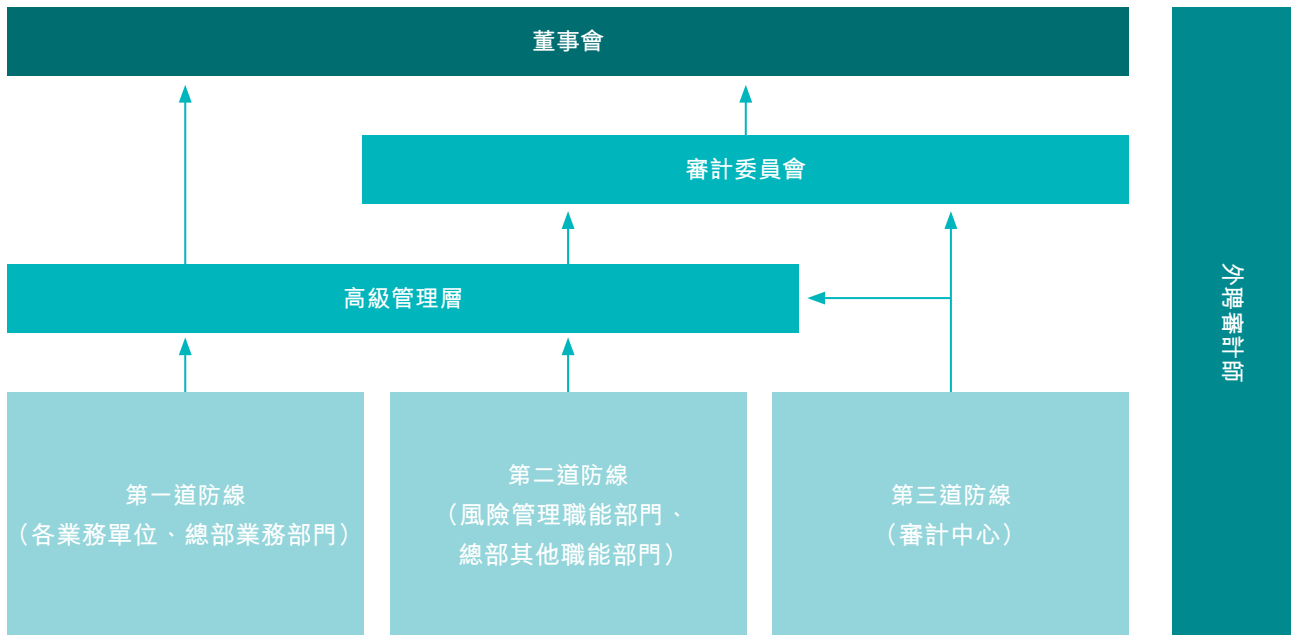 董事會
審計委員會
高級管理層
第一道防線
（各業務單位、總部業務部門）
第二道防線
（風險管理職能部門、
總部其他職能部門）
第三道防線
（審計中心）
外聘審計師